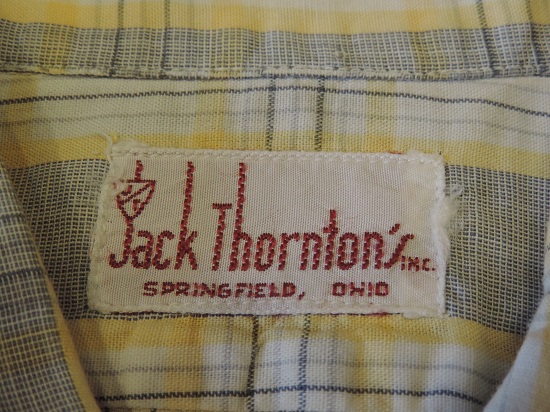 Jack Thornton's INC.
SPRINGFIELD, OHIO